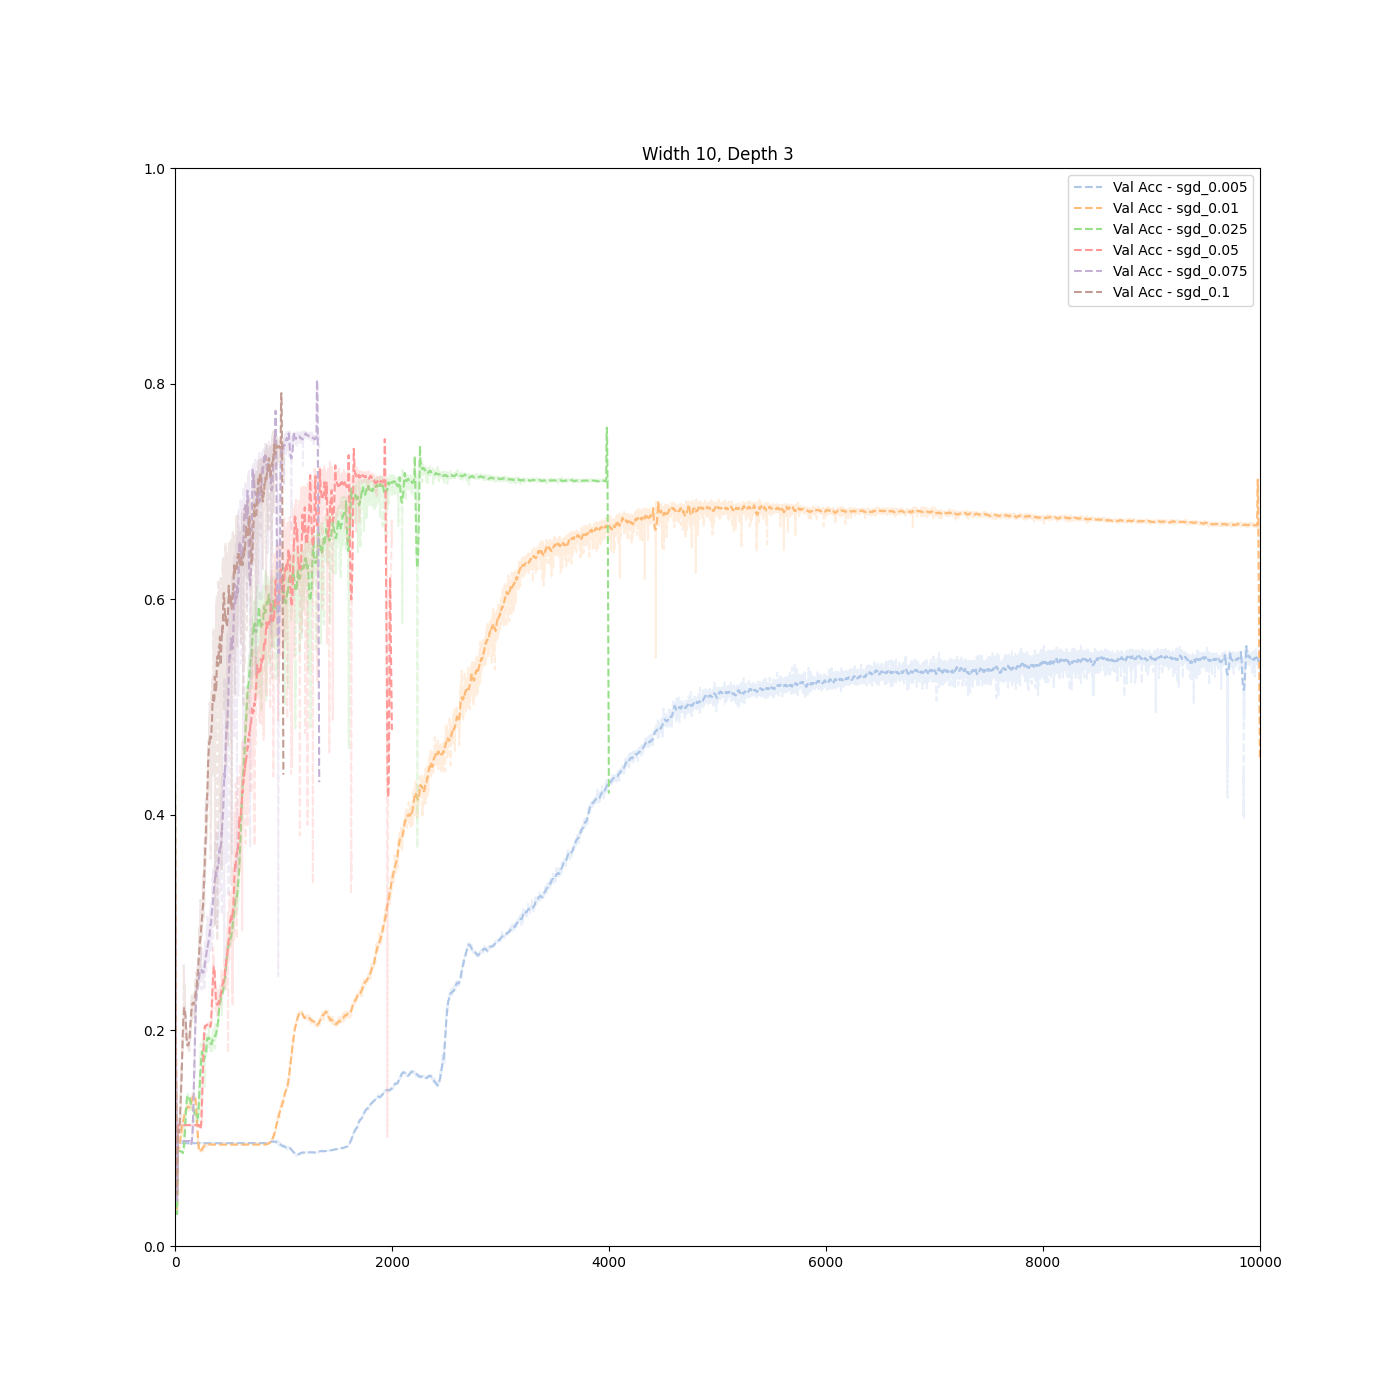 Width 10, Depth 3
1.0
0.8
0.6
0.4
0.2
0.0
0
2000
4000
6000
8000
10000
Val Acc - sgd_0.005
Val Acc - sgd_0.01
Val Acc - sgd_0.025
Val Acc - sgd_0.05
Val Acc - sgd_0.075
Val Acc - sgd_0.1